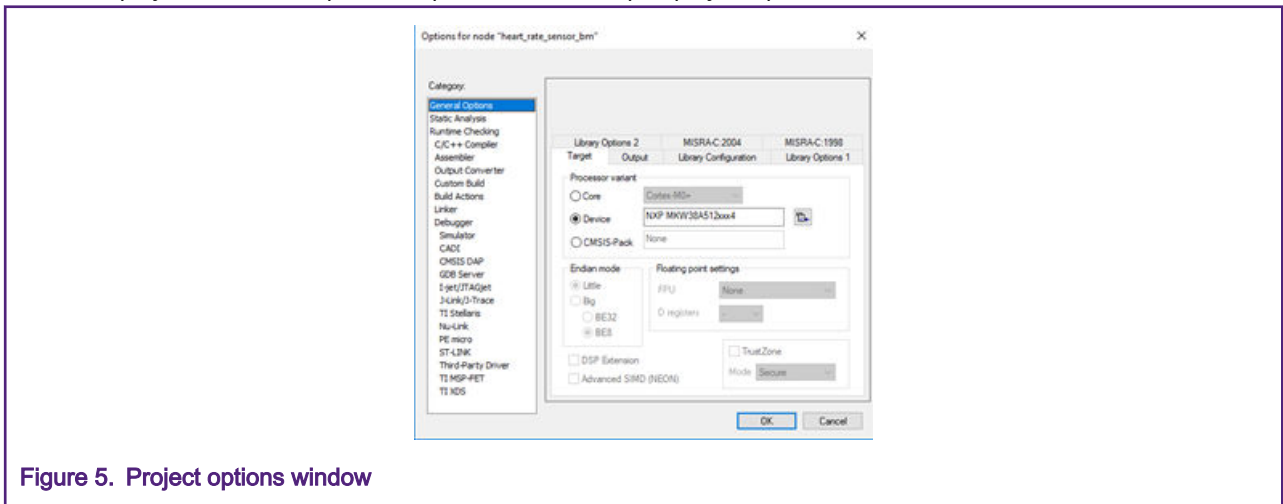 Options for node "heart_rate_sensor_bm"
Category:
General Options
Static Analysis
Runtime Checking
C/C++ Compiler
Assembler
Output Converter
Custom Build
Build Actions
Linker
Debugger
Simulator
CADI
CMSIS DAP
GDB Server
I-jet/JTAGjet
J-Link/J-Trace
TI Stellaris
Nu-Link
PE micro
ST-LINK
Third-Party Driver
TI MSP-FET
TI XDS
Library Options 2 MISRA-C:2004 MISRA-C:1998
Target Output Library Configuration Library Options 1
Processor variant
Core Cortex-M0+
Device NXP MKW38A512xxx4
CMSIS-Pack None
Endian mode
Little
Big
BE32
BE8
Floating point settings
FPU None
D registers -
DSP Extension
Advanced SIMD (NEON)
TrustZone
Mode Secure
OK Cancel
Figure 5. Project options window